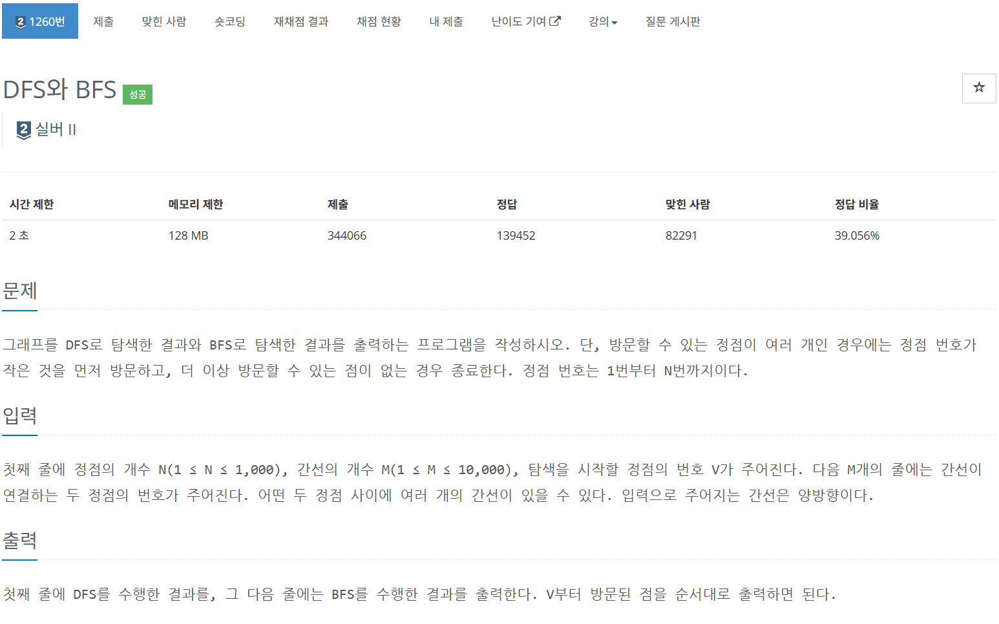 2 1260번 제출 맞힌 사람 숏코딩 재채점 결과 채점 현황 내 제출 난이도 기여 강의 질문 게시판
DFS와 BFS 성공
2 실버 II
시간 제한 메모리 제한 제출 정답 맞힌 사람 정답 비율
2 초 128 MB 344066 139452 82291 39.056%
문제
그래프를 DFS로 탐색한 결과와 BFS로 탐색한 결과를 출력하는 프로그램을 작성하시오. 단, 방문할 수 있는 정점이 여러 개인 경우에는 정점 번호가
작은 것을 먼저 방문하고, 더 이상 방문할 수 있는 점이 없는 경우 종료한다. 정점 번호는 1번부터 N번까지이다.
입력
첫째 줄에 정점의 개수 N(1 ≤ N ≤ 1,000), 간선의 개수 M(1 ≤ M ≤ 10,000), 탐색을 시작할 정점의 번호 V가 주어진다. 다음 M개의 줄에는 간선이
연결하는 두 정점의 번호가 주어진다. 어떤 두 정점 사이에 여러 개의 간선이 있을 수 있다. 입력으로 주어지는 간선은 양방향이다.
출력
첫째 줄에 DFS를 수행한 결과를, 그 다음 줄에는 BFS를 수행한 결과를 출력한다. V부터 방문된 점을 순서대로 출력하면 된다.